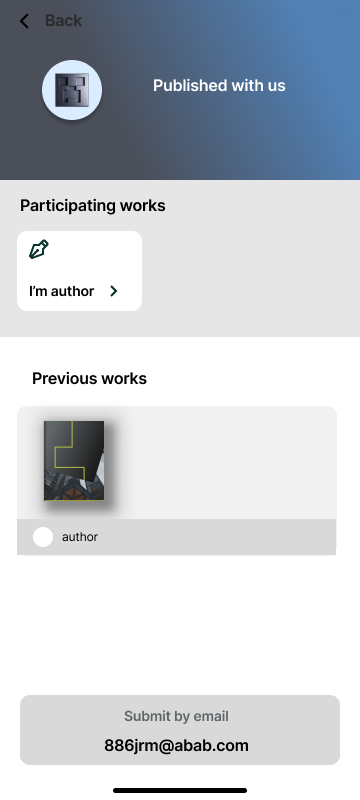 Back
Published with us
Participating works
I'm author
Previous works
author
Submit by email
886jrm@abab.com